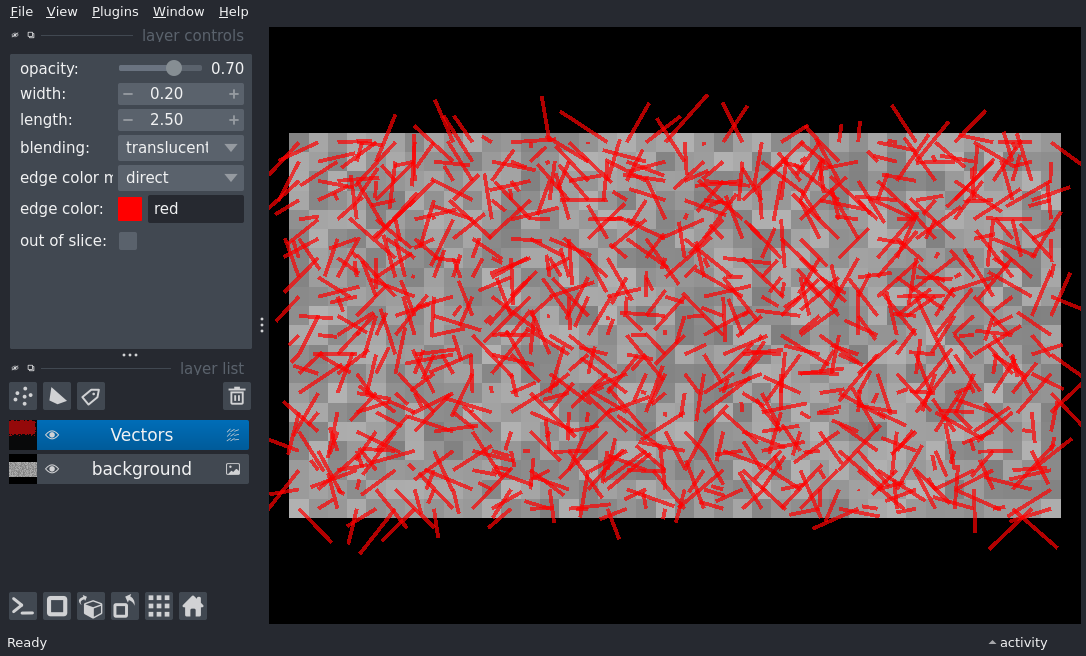 File View Plugins Window Help
layer controls
opacity: 0.70
width: − 0.20 +
length: − 2.50 +
blending: translucent
edge color m direct
edge color: red
out of slice:
layer list
Vectors
background
Ready activity